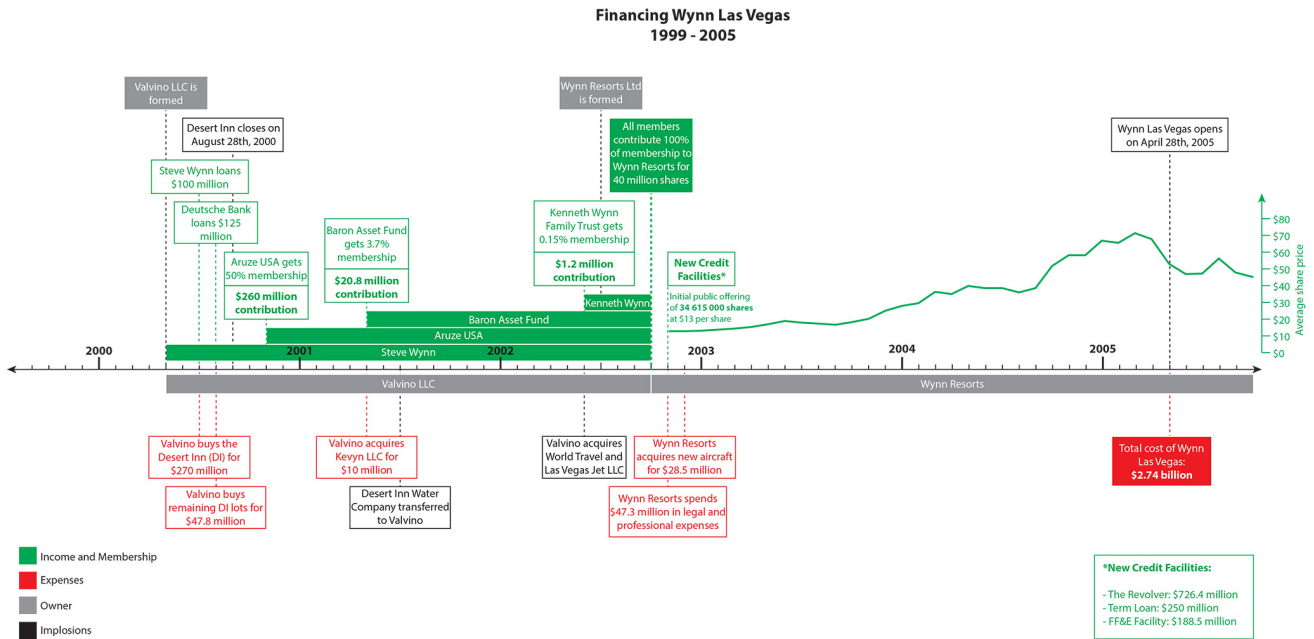 Financing Wynn Las Vegas
1999 - 2005
Valvino LLC is
formed
Wynn Resorts Ltd
is formed
Desert Inn closes on
August 28th, 2000
All members
contribute 100%
of membership to
Wynn Resorts for
40 million shares
Wynn Las Vegas opens
on April 28th, 2005
Steve Wynn loans
$100 million
Deutsche Bank
loans $125
million
Aruze USA gets
50% membership
$260 million
contribution
Baron Asset Fund
gets 3.7%
membership
$20.8 million
contribution
Kenneth Wynn
Family Trust gets
0.15% membership
$1.2 million
contribution
New Credit
Facilities*
Initial public offering
of 34 615 000 shares
at $13 per share
$80
$70
$60
$50
$40
$30
$20
$10
$0
Average share price
Kenneth Wynn
Baron Asset Fund
Aruze USA
Steve Wynn
2000
2001
2002
2003
2004
2005
Valvino LLC
Wynn Resorts
Valvino buys the
Desert Inn (DI) for
$270 million
Valvino buys
remaining DI lots for
$47.8 million
Valvino acquires
Kevyn LLC for
$10 million
Desert Inn Water
Company transferred
to Valvino
Valvino acquires
World Travel and
Las Vegas Jet LLC
Wynn Resorts
acquires new aircraft
for $28.5 million
Wynn Resorts spends
$47.3 million in legal and
professional expenses
Total cost of Wynn
Las Vegas:
$2.74 billion
Income and Membership
Expenses
Owner
Implosions
*New Credit Facilities:
- The Revolver: $726.4 million
- Term Loan: $250 million
- FF&E Facility: $188.5 million